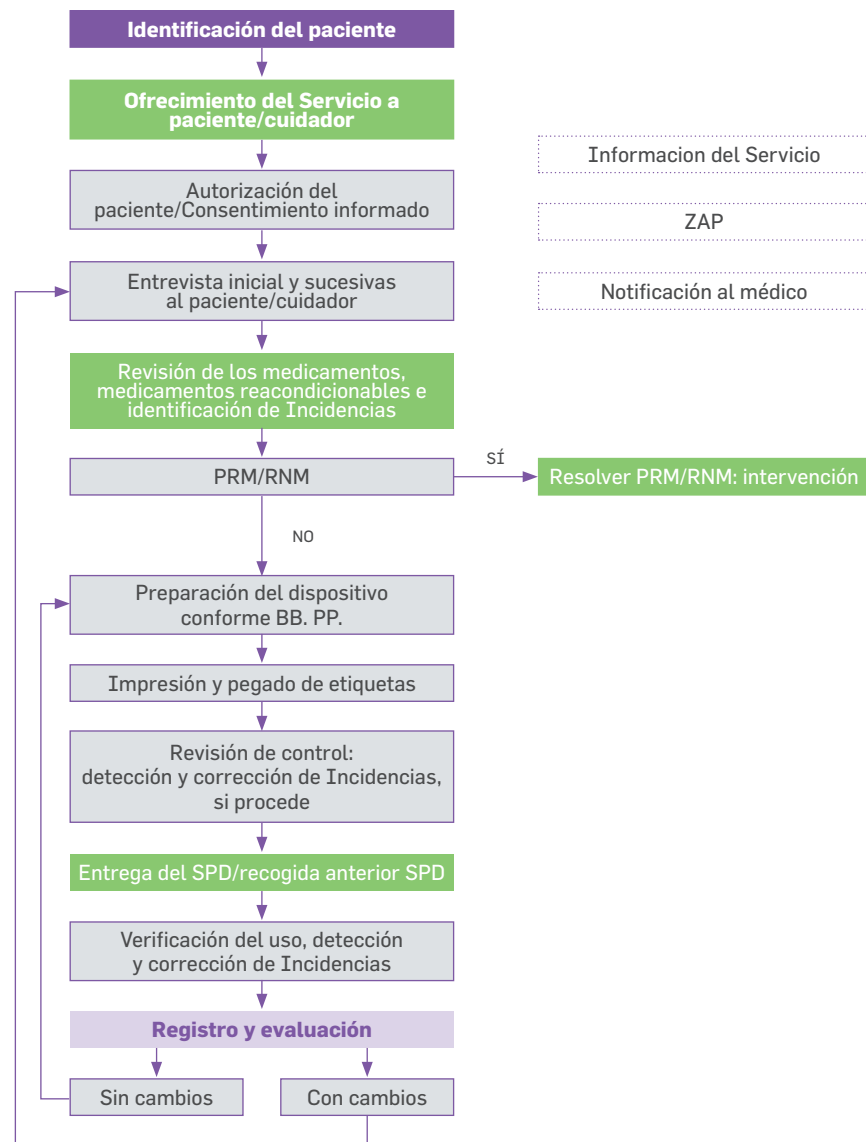 Identificación del paciente
Ofrecimiento del Servicio a
paciente/cuidador
Informacion del Servicio
Autorización del
paciente/Consentimiento informado
ZAP
Entrevista inicial y sucesivas
al paciente/cuidador
Notificación al médico
Revisión de los medicamentos,
medicamentos reacondicionables e
identificación de Incidencias
PRM/RNM
SÍ
Resolver PRM/RNM: intervención
NO
Preparación del dispositivo
conforme BB. PP.
Impresión y pegado de etiquetas
Revisión de control:
detección y corrección de Incidencias,
si procede
Entrega del SPD/recogida anterior SPD
Verificación del uso, detección
y corrección de Incidencias
Registro y evaluación
Sin cambios
Con cambios